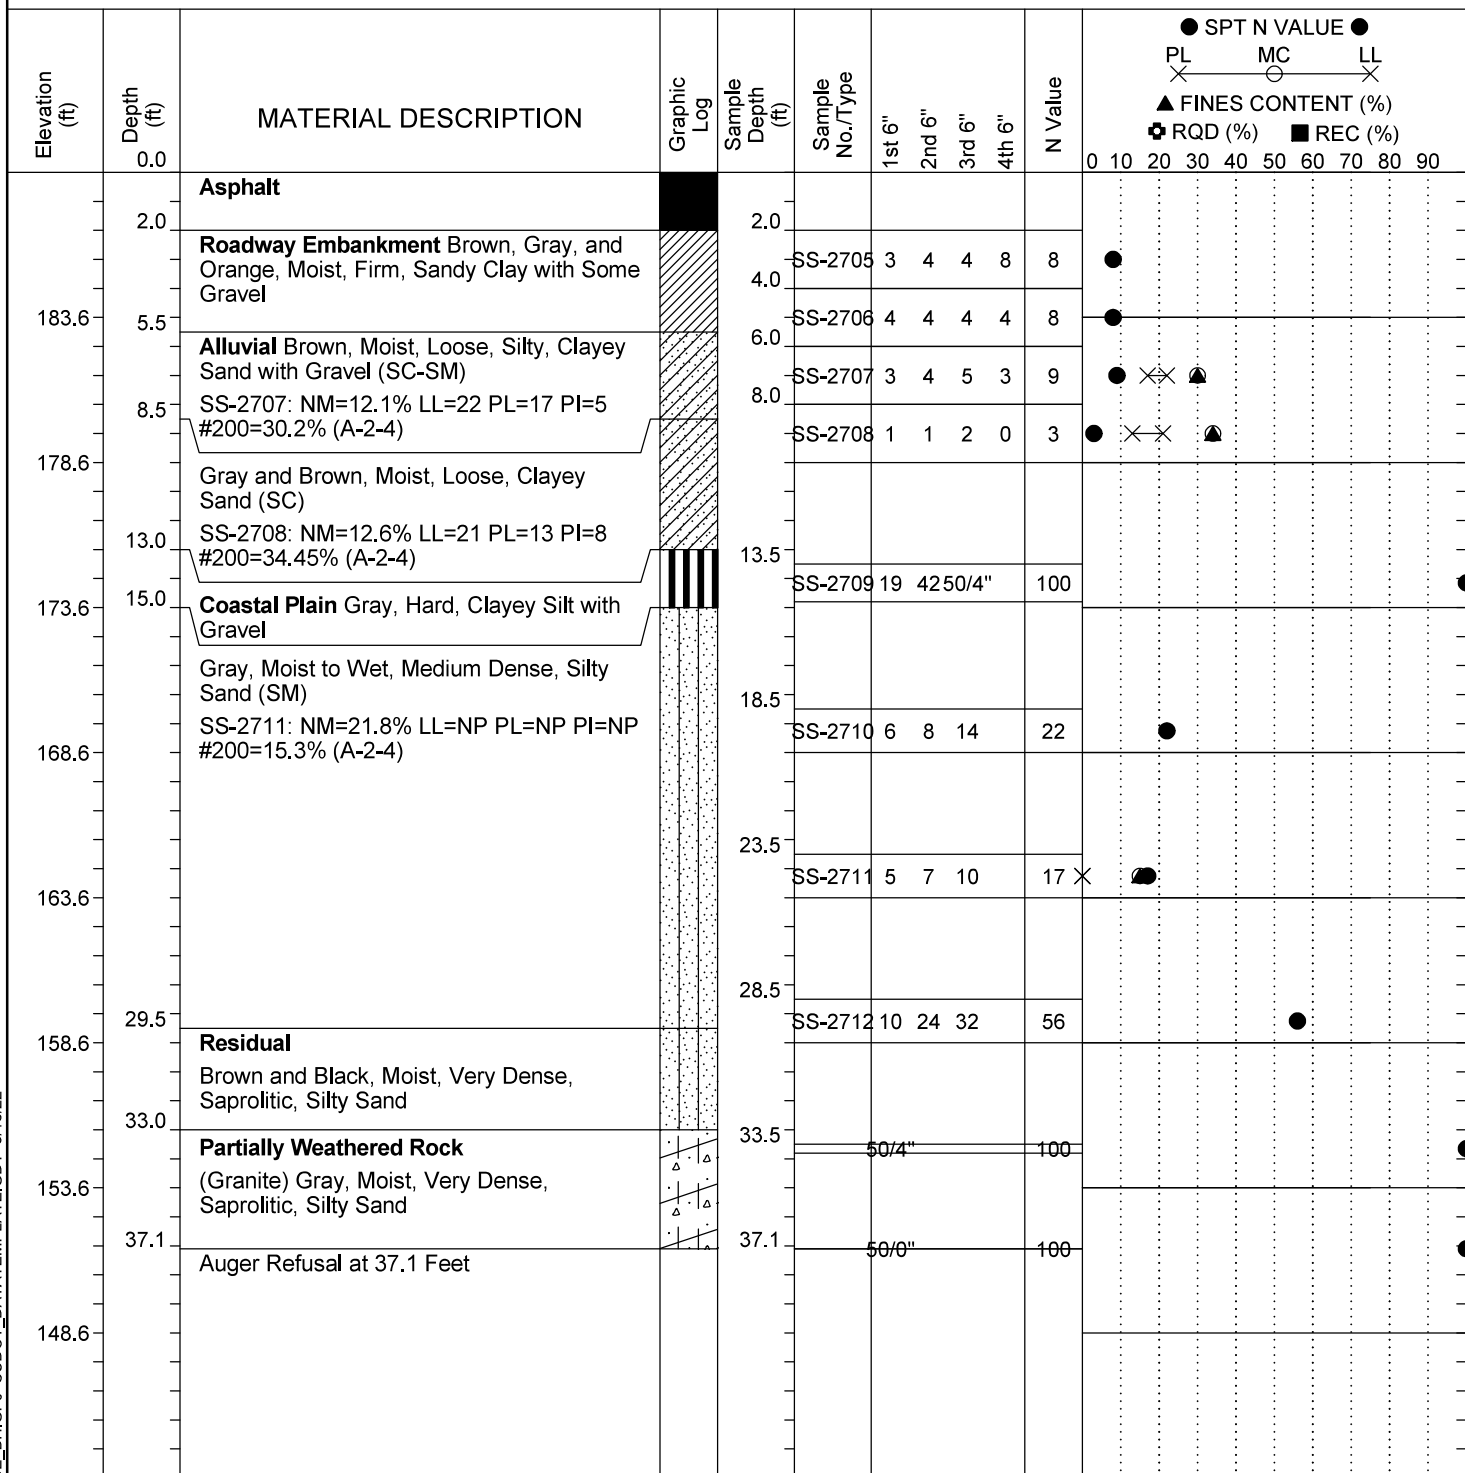 ● SPT N VALUE ●
PL MC LL
▲ FINES CONTENT (%)
RQD (%) ■ REC (%)
0 10 20 30 40 50 60 70 80 90
Elevation (ft)
Depth (ft)
0.0
MATERIAL DESCRIPTION
Graphic Log
Sample Depth (ft)
Sample No./Type
1st 6"
2nd 6"
3rd 6"
4th 6"
N Value
Asphalt
2.0 2.0
Roadway Embankment Brown, Gray, and
Orange, Moist, Firm, Sandy Clay with Some
Gravel
SS-2705 3 4 4 8 8
4.0
183.6 5.5
SS-2706 4 4 4 4 8
6.0
Alluvial Brown, Moist, Loose, Silty, Clayey
Sand with Gravel (SC-SM)
SS-2707 3 4 5 3 9
8.0
8.5
SS-2707: NM=12.1% LL=22 PL=17 PI=5
#200=30.2% (A-2-4)
SS-2708 1 1 2 0 3
178.6
Gray and Brown, Moist, Loose, Clayey
Sand (SC)
SS-2708: NM=12.6% LL=21 PL=13 PI=8
#200=34.45% (A-2-4)
13.0 13.5
SS-2709 19 42 50/4" 100
173.6 15.0
Coastal Plain Gray, Hard, Clayey Silt with
Gravel
Gray, Moist to Wet, Medium Dense, Silty
Sand (SM)
18.5
SS-2710 6 8 14 22
SS-2711: NM=21.8% LL=NP PL=NP PI=NP
#200=15.3% (A-2-4)
168.6
23.5
SS-2711 5 7 10 17
163.6
28.5
29.5
SS-2712 10 24 32 56
158.6
Residual
Brown and Black, Moist, Very Dense,
Saprolitic, Silty Sand
33.0 33.5
Partially Weathered Rock
50/4" 100
(Granite) Gray, Moist, Very Dense,
Saprolitic, Silty Sand
153.6
37.1 37.1
50/0" 100
Auger Refusal at 37.1 Feet
148.6